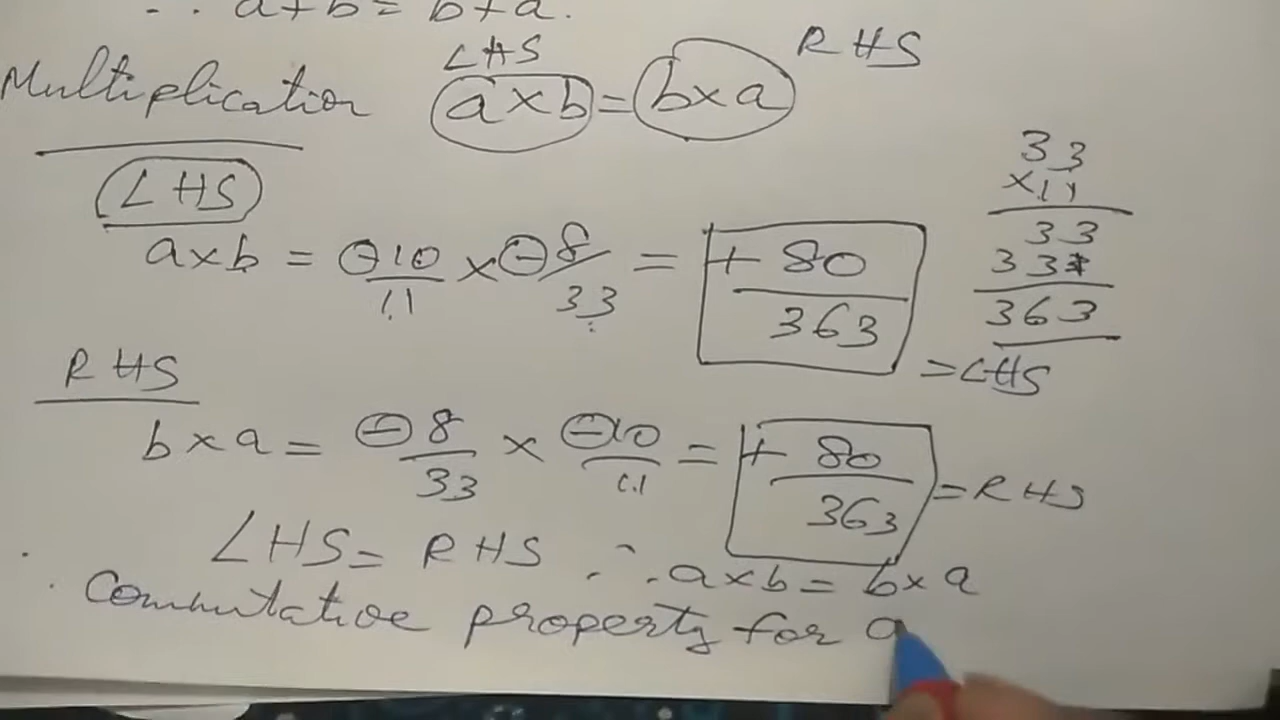 ∴ a+b = b+a.
LHS RHS
Multiplication a×b = b×a
LHS
a×b = -10/11 × -8/33 = +80/363
= LHS
33
×11
33
33*
363
RHS
b×a = -8/33 × -10/11 = +80/363 = RHS
LHS = RHS ∴ a×b = b×a
Commutative property for a